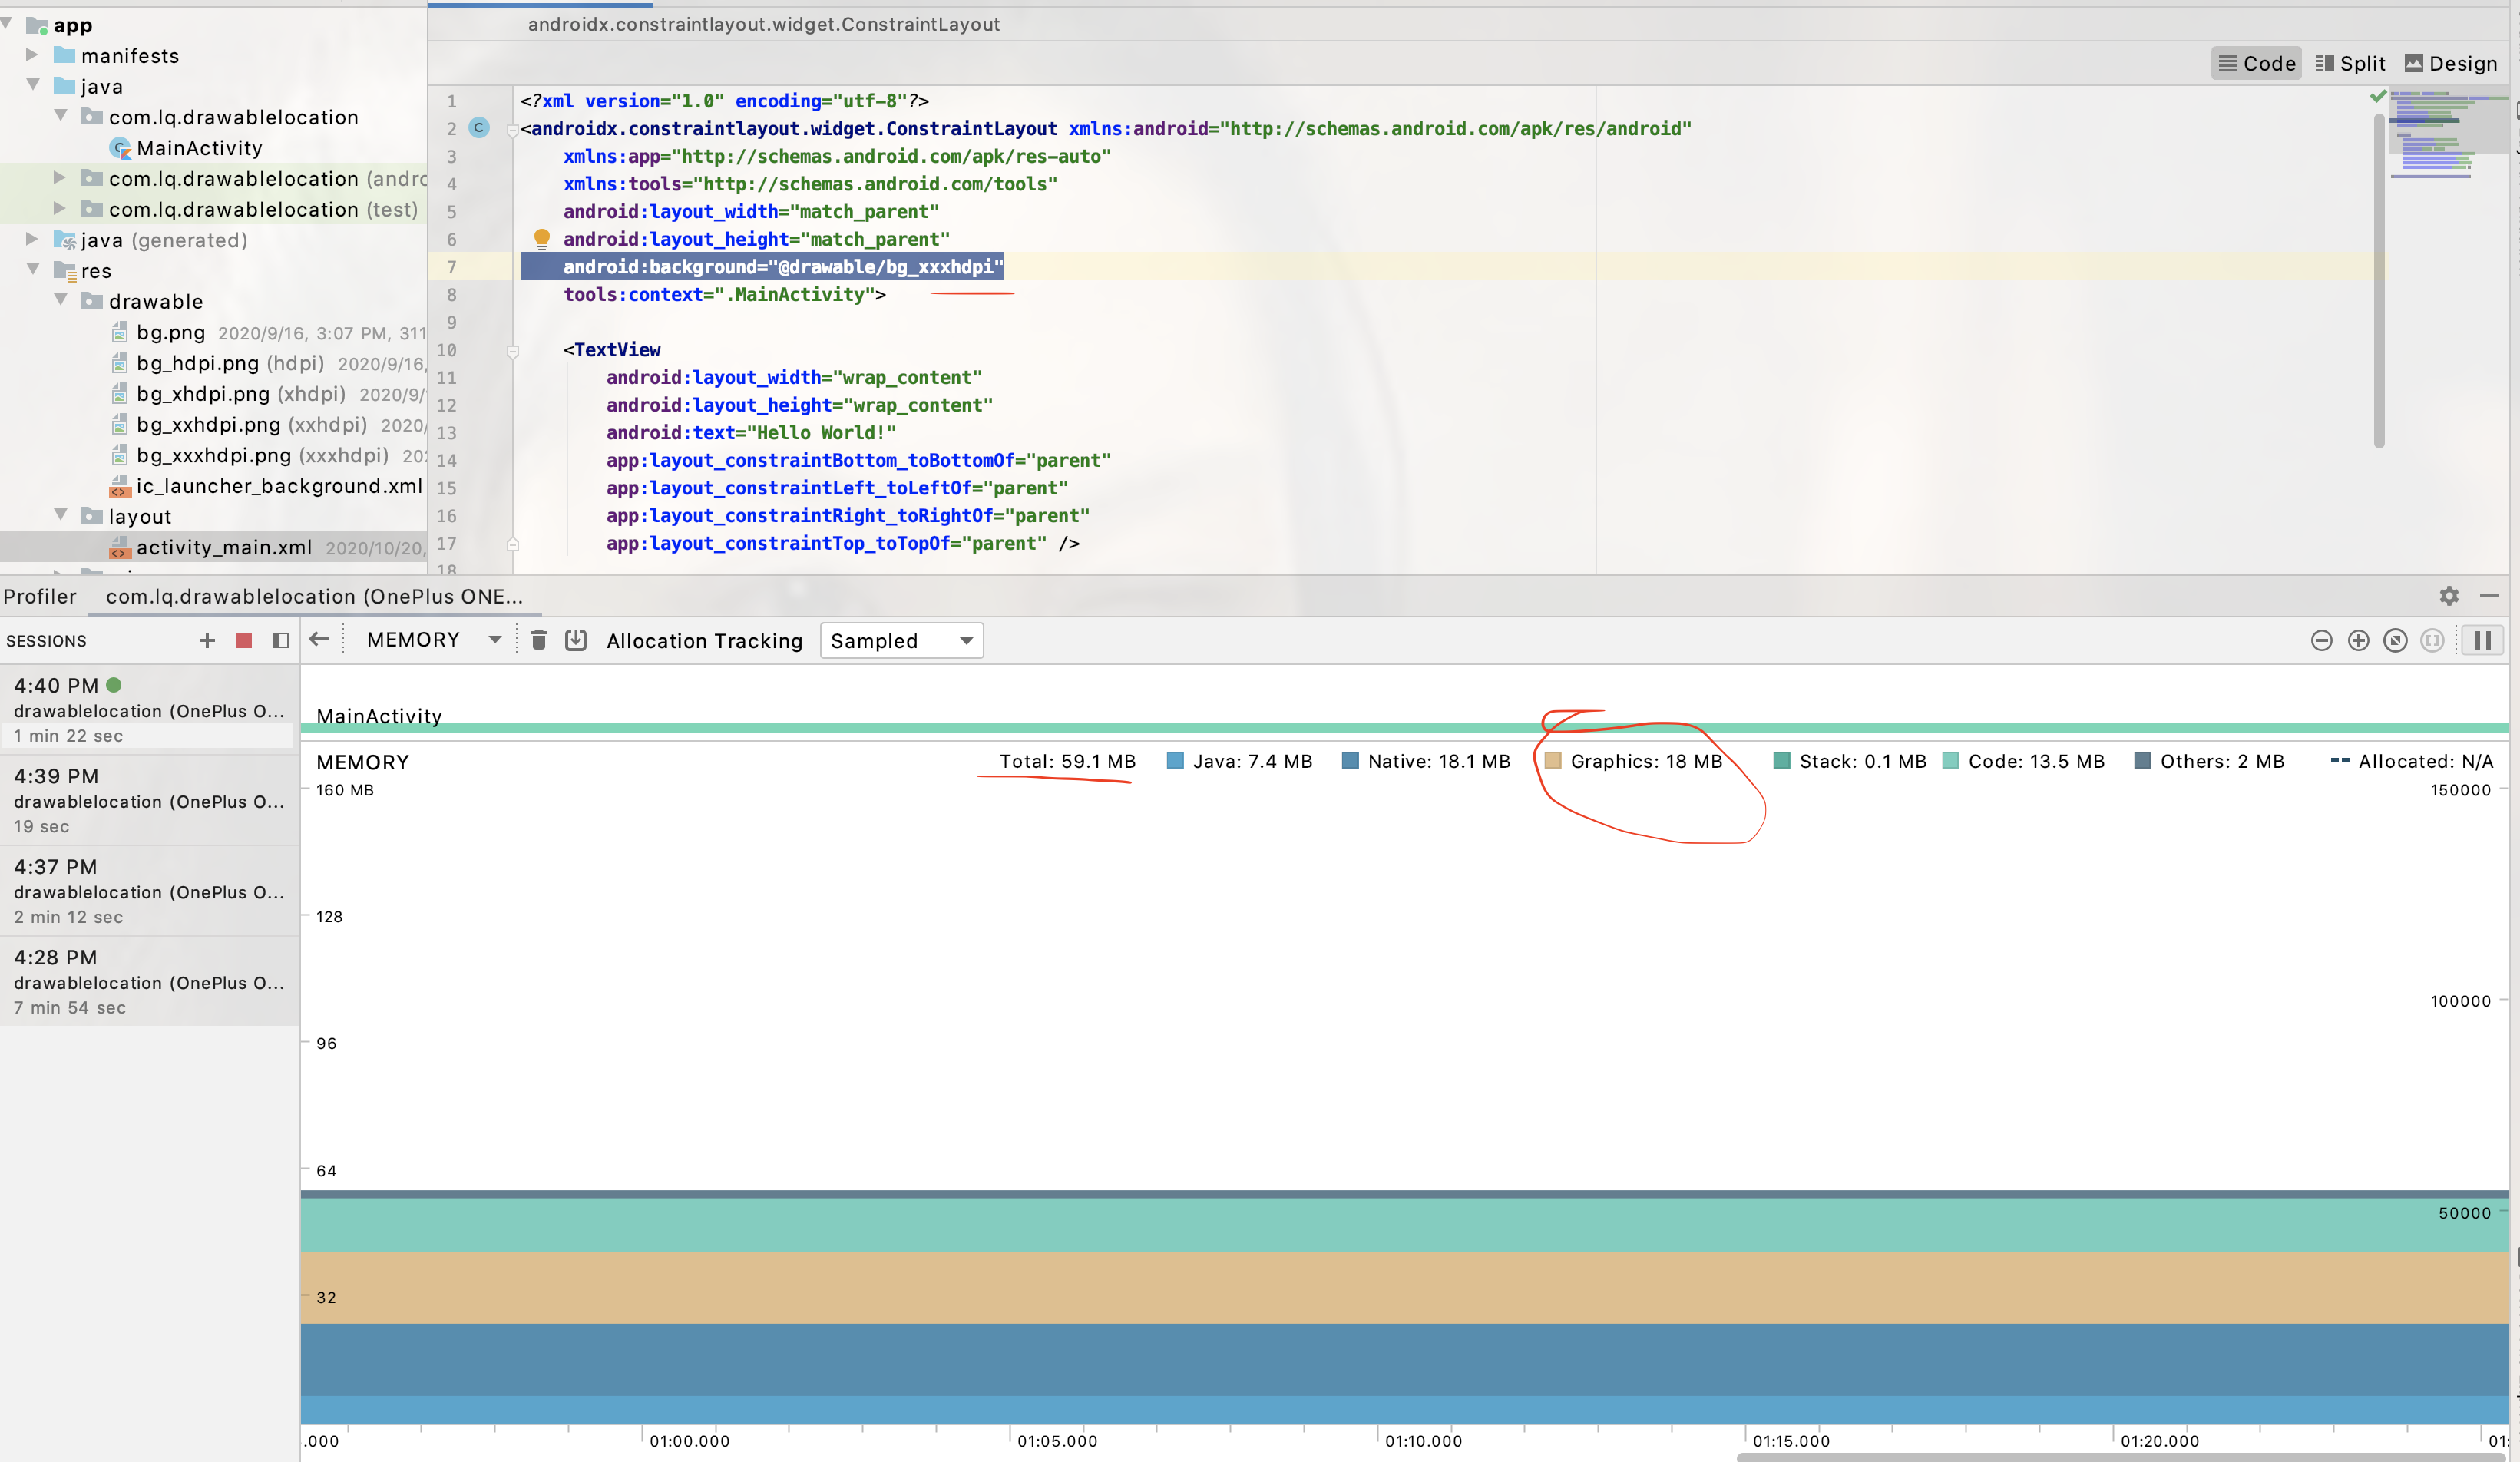 app
androidx.constraintlayout.widget.ConstraintLayout
manifests
Code Split Design
java
com.lq.drawablelocation
MainActivity
com.lq.drawablelocation (andro
com.lq.drawablelocation (test)
java (generated)
res
drawable
bg.png 2020/9/16, 3:07 PM, 311
bg_hdpi.png (hdpi) 2020/9/16,
bg_xhdpi.png (xhdpi) 2020/9/
bg_xxhdpi.png (xxhdpi) 2020/
bg_xxxhdpi.png (xxxhdpi) 202
ic_launcher_background.xml
layout
activity_main.xml 2020/10/20,
1 <?xml version="1.0" encoding="utf-8"?>
2 <androidx.constraintlayout.widget.ConstraintLayout xmlns:android="http://schemas.android.com/apk/res/android"
3 xmlns:app="http://schemas.android.com/apk/res-auto"
4 xmlns:tools="http://schemas.android.com/tools"
5 android:layout_width="match_parent"
6 android:layout_height="match_parent"
7 android:background="@drawable/bg_xxxhdpi"
8 tools:context=".MainActivity">
9
10 <TextView
11 android:layout_width="wrap_content"
12 android:layout_height="wrap_content"
13 android:text="Hello World!"
14 app:layout_constraintBottom_toBottomOf="parent"
15 app:layout_constraintLeft_toLeftOf="parent"
16 app:layout_constraintRight_toRightOf="parent"
17 app:layout_constraintTop_toTopOf="parent" />
18
Profiler com.lq.drawablelocation (OnePlus ONE...
SESSIONS
MEMORY Allocation Tracking Sampled
4:40 PM
drawablelocation (OnePlus O...
1 min 22 sec
4:39 PM
drawablelocation (OnePlus O...
19 sec
4:37 PM
drawablelocation (OnePlus O...
2 min 12 sec
4:28 PM
drawablelocation (OnePlus O...
7 min 54 sec
MainActivity
MEMORY Total: 59.1 MB Java: 7.4 MB Native: 18.1 MB Graphics: 18 MB Stack: 0.1 MB Code: 13.5 MB Others: 2 MB Allocated: N/A
160 MB 150000
128
100000
96
64
50000
32
.000 01:00.000 01:05.000 01:10.000 01:15.000 01:20.000 01: